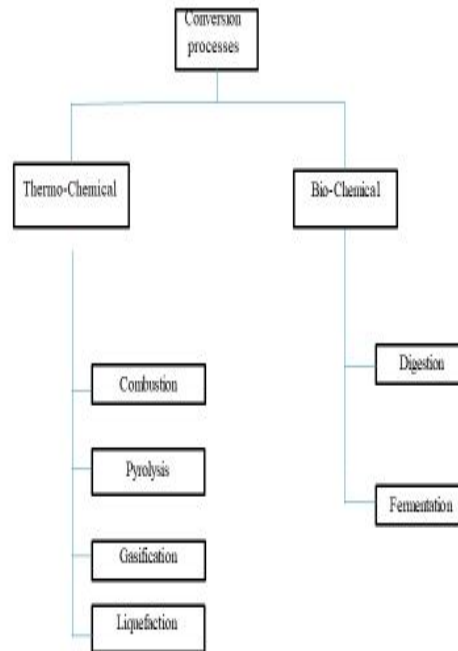 Conversion
processes
Thermo-Chemical
Bio-Chemical
Combustion
Pyrolysis
Gasification
Liquefaction
Digestion
Fermentation